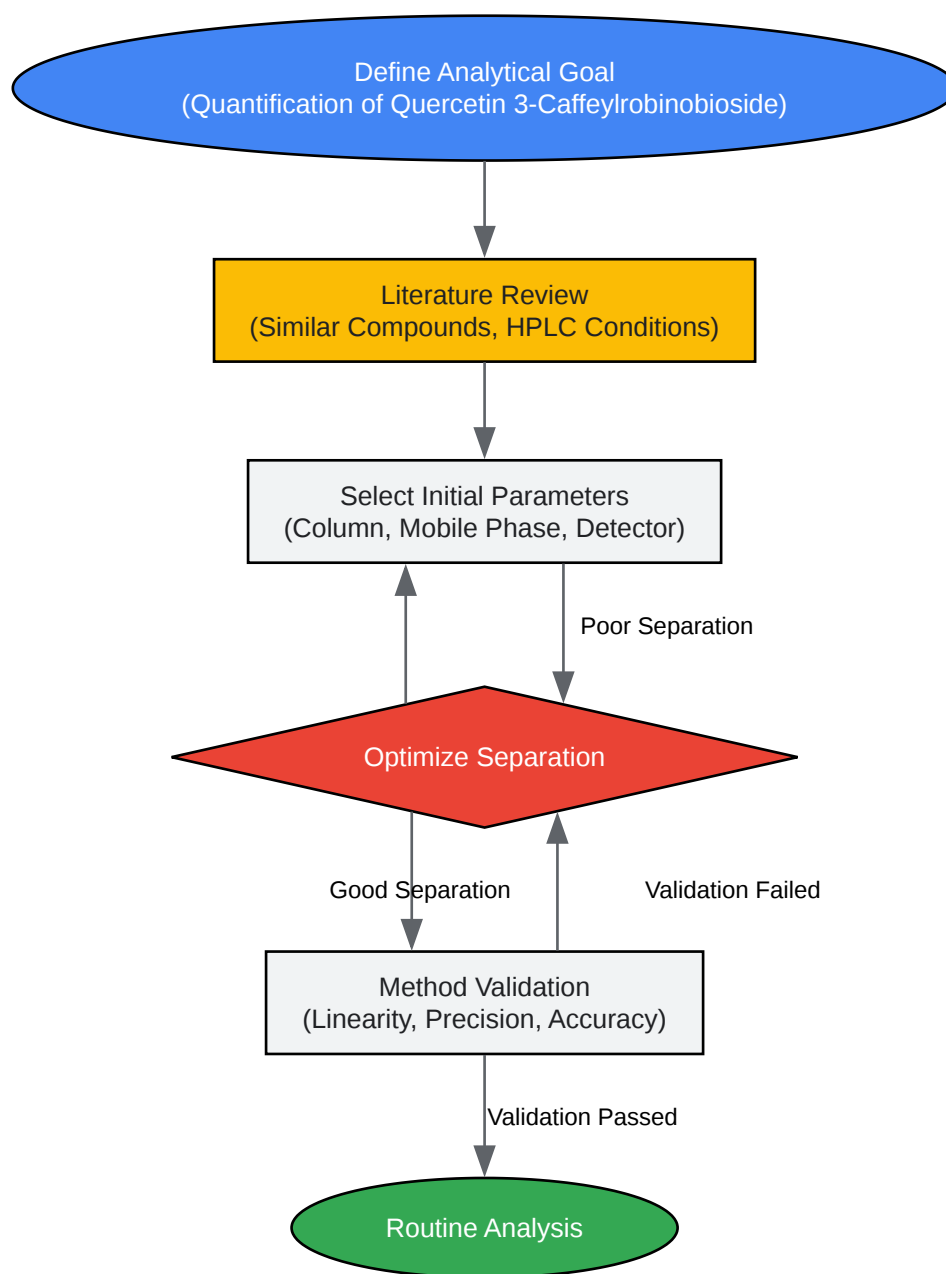 Define Analytical Goal
(Quantification of Quercetin 3-Caffeylrobinobioside)
Literature Review
(Similar Compounds, HPLC Conditions)
Select Initial Parameters
(Column, Mobile Phase, Detector)
Poor Separation
Optimize Separation
Good Separation
Validation Failed
Method Validation
(Linearity, Precision, Accuracy)
Validation Passed
Routine Analysis